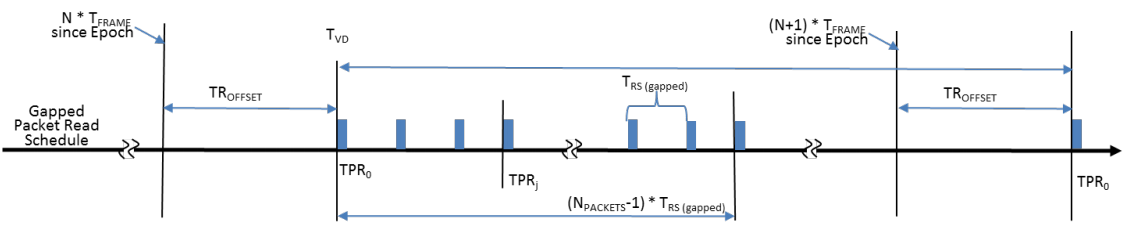 N * TFRAME
since Epoch
(N+1) * TFRAME
since Epoch
TVD
TRS (gapped)
TROFFSET
TROFFSET
Gapped
Packet Read
Schedule
TPR0
TPRj
TPR0
(NPACKETS-1) * TRS (gapped)